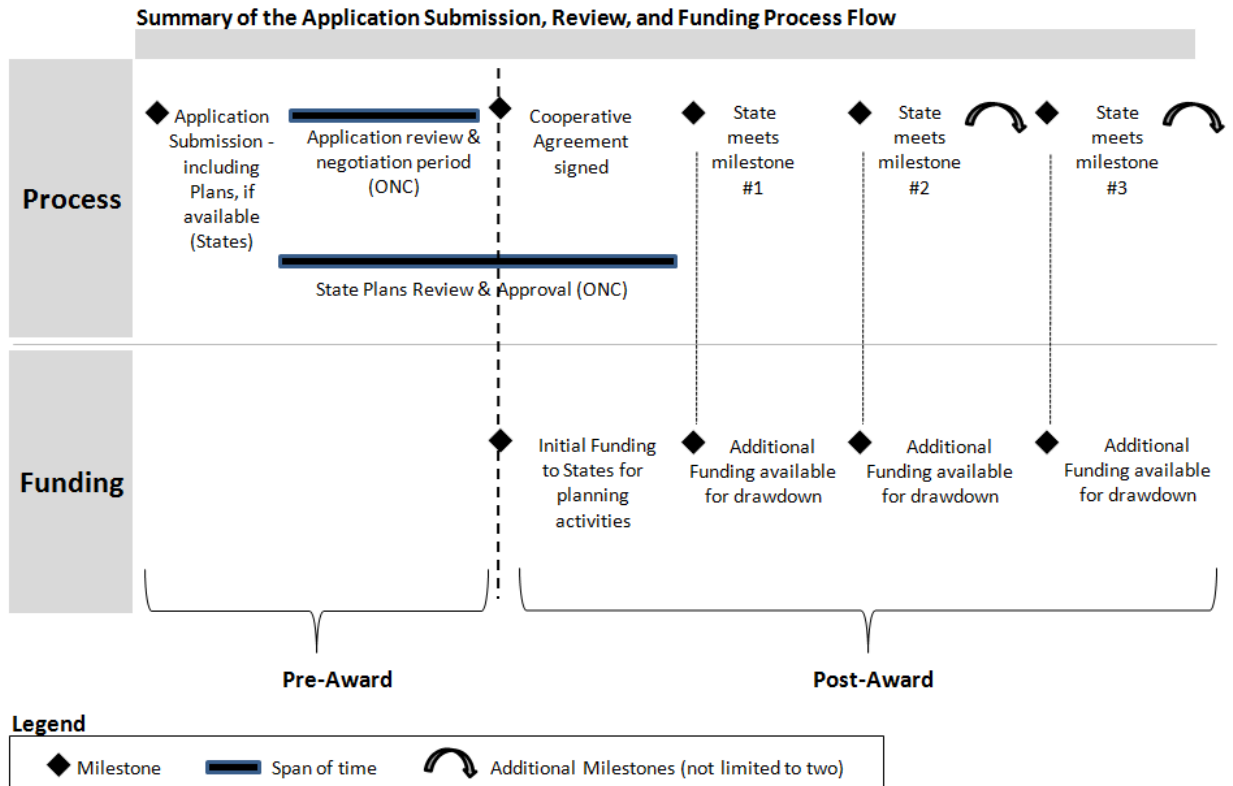 Summary of the Application Submission, Review, and Funding Process Flow
Process
Application
Submission -
including
Plans, if
available
(States)
Application review &
negotiation period
(ONC)
State Plans Review & Approval (ONC)
Cooperative
Agreement
signed
State
meets
milestone
#1
State
meets
milestone
#2
State
meets
milestone
#3
Funding
Initial Funding
to States for
planning
activities
Additional
Funding available
for drawdown
Additional
Funding available
for drawdown
Additional
Funding available
for drawdown
Pre-Award
Post-Award
Legend
Milestone
Span of time
Additional Milestones (not limited to two)